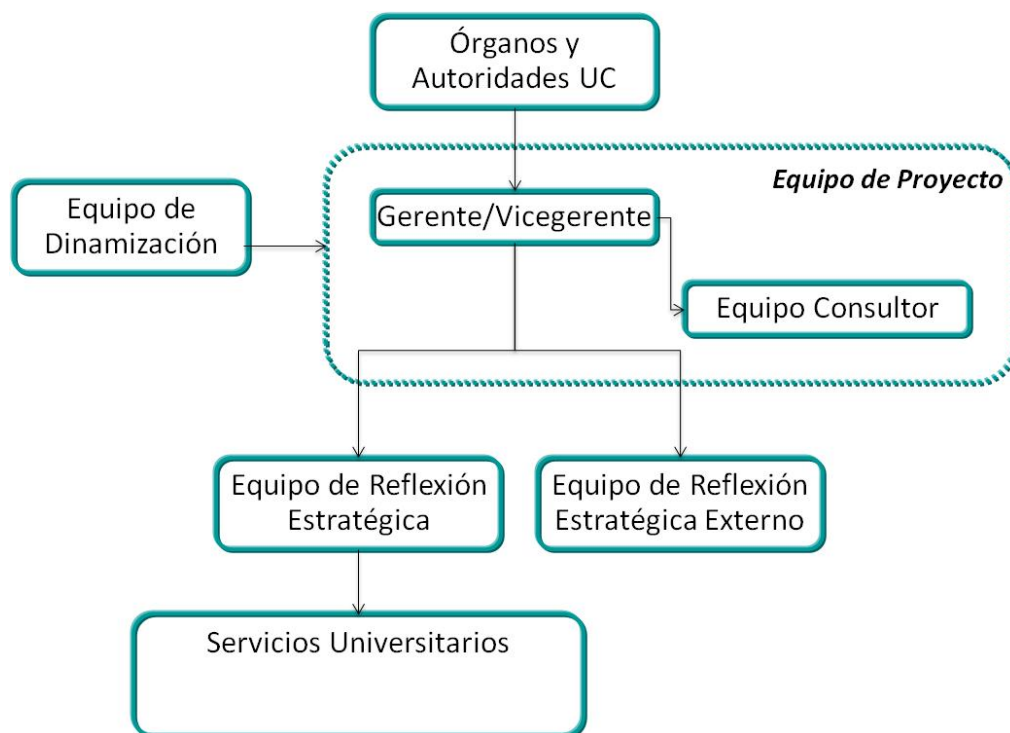 Órganos y
Autoridades UC
Equipo de Proyecto
Equipo de
Dinamización
Gerente/Vicegerente
Equipo Consultor
Equipo de Reflexión
Estratégica
Equipo de Reflexión
Estratégica Externo
Servicios Universitarios